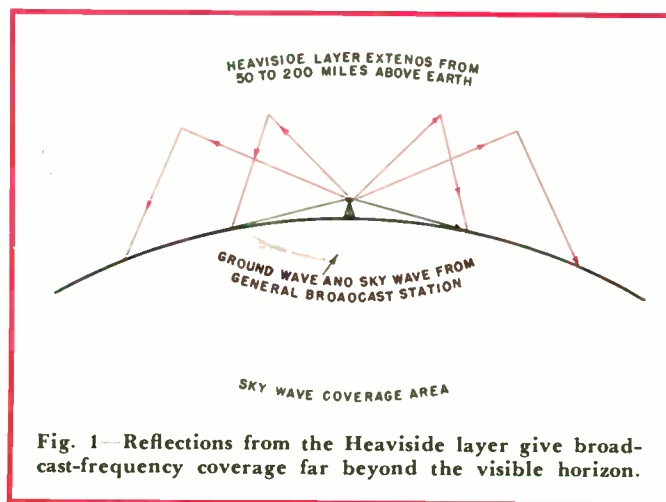 HEAVISIOE LAYER EXTENOS FROM
50 TO 200 MILES ABOVE EARTH
GROUND WAVE AND SKY WAVE FROM
GENERAL BROADCAST STATION
SKY WAVE COVERAGE AREA
Fig. 1—Reflections from the Heaviside layer give broad-
cast-frequency coverage far beyond the visible horizon.